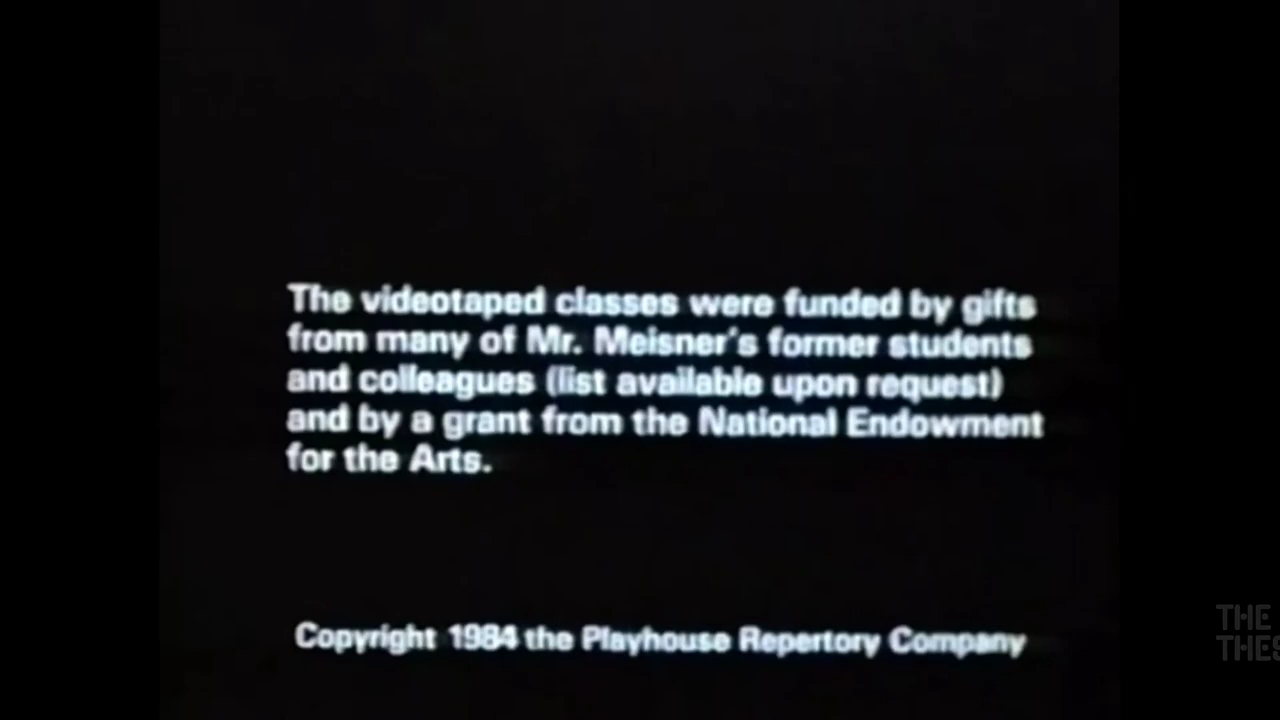 The videotaped classes were funded by gifts
from many of Mr. Meisner's former students
and colleagues (list available upon request)
and by a grant from the National Endowment
for the Arts.
Copyright 1984 the Playhouse Repertory Company
THE